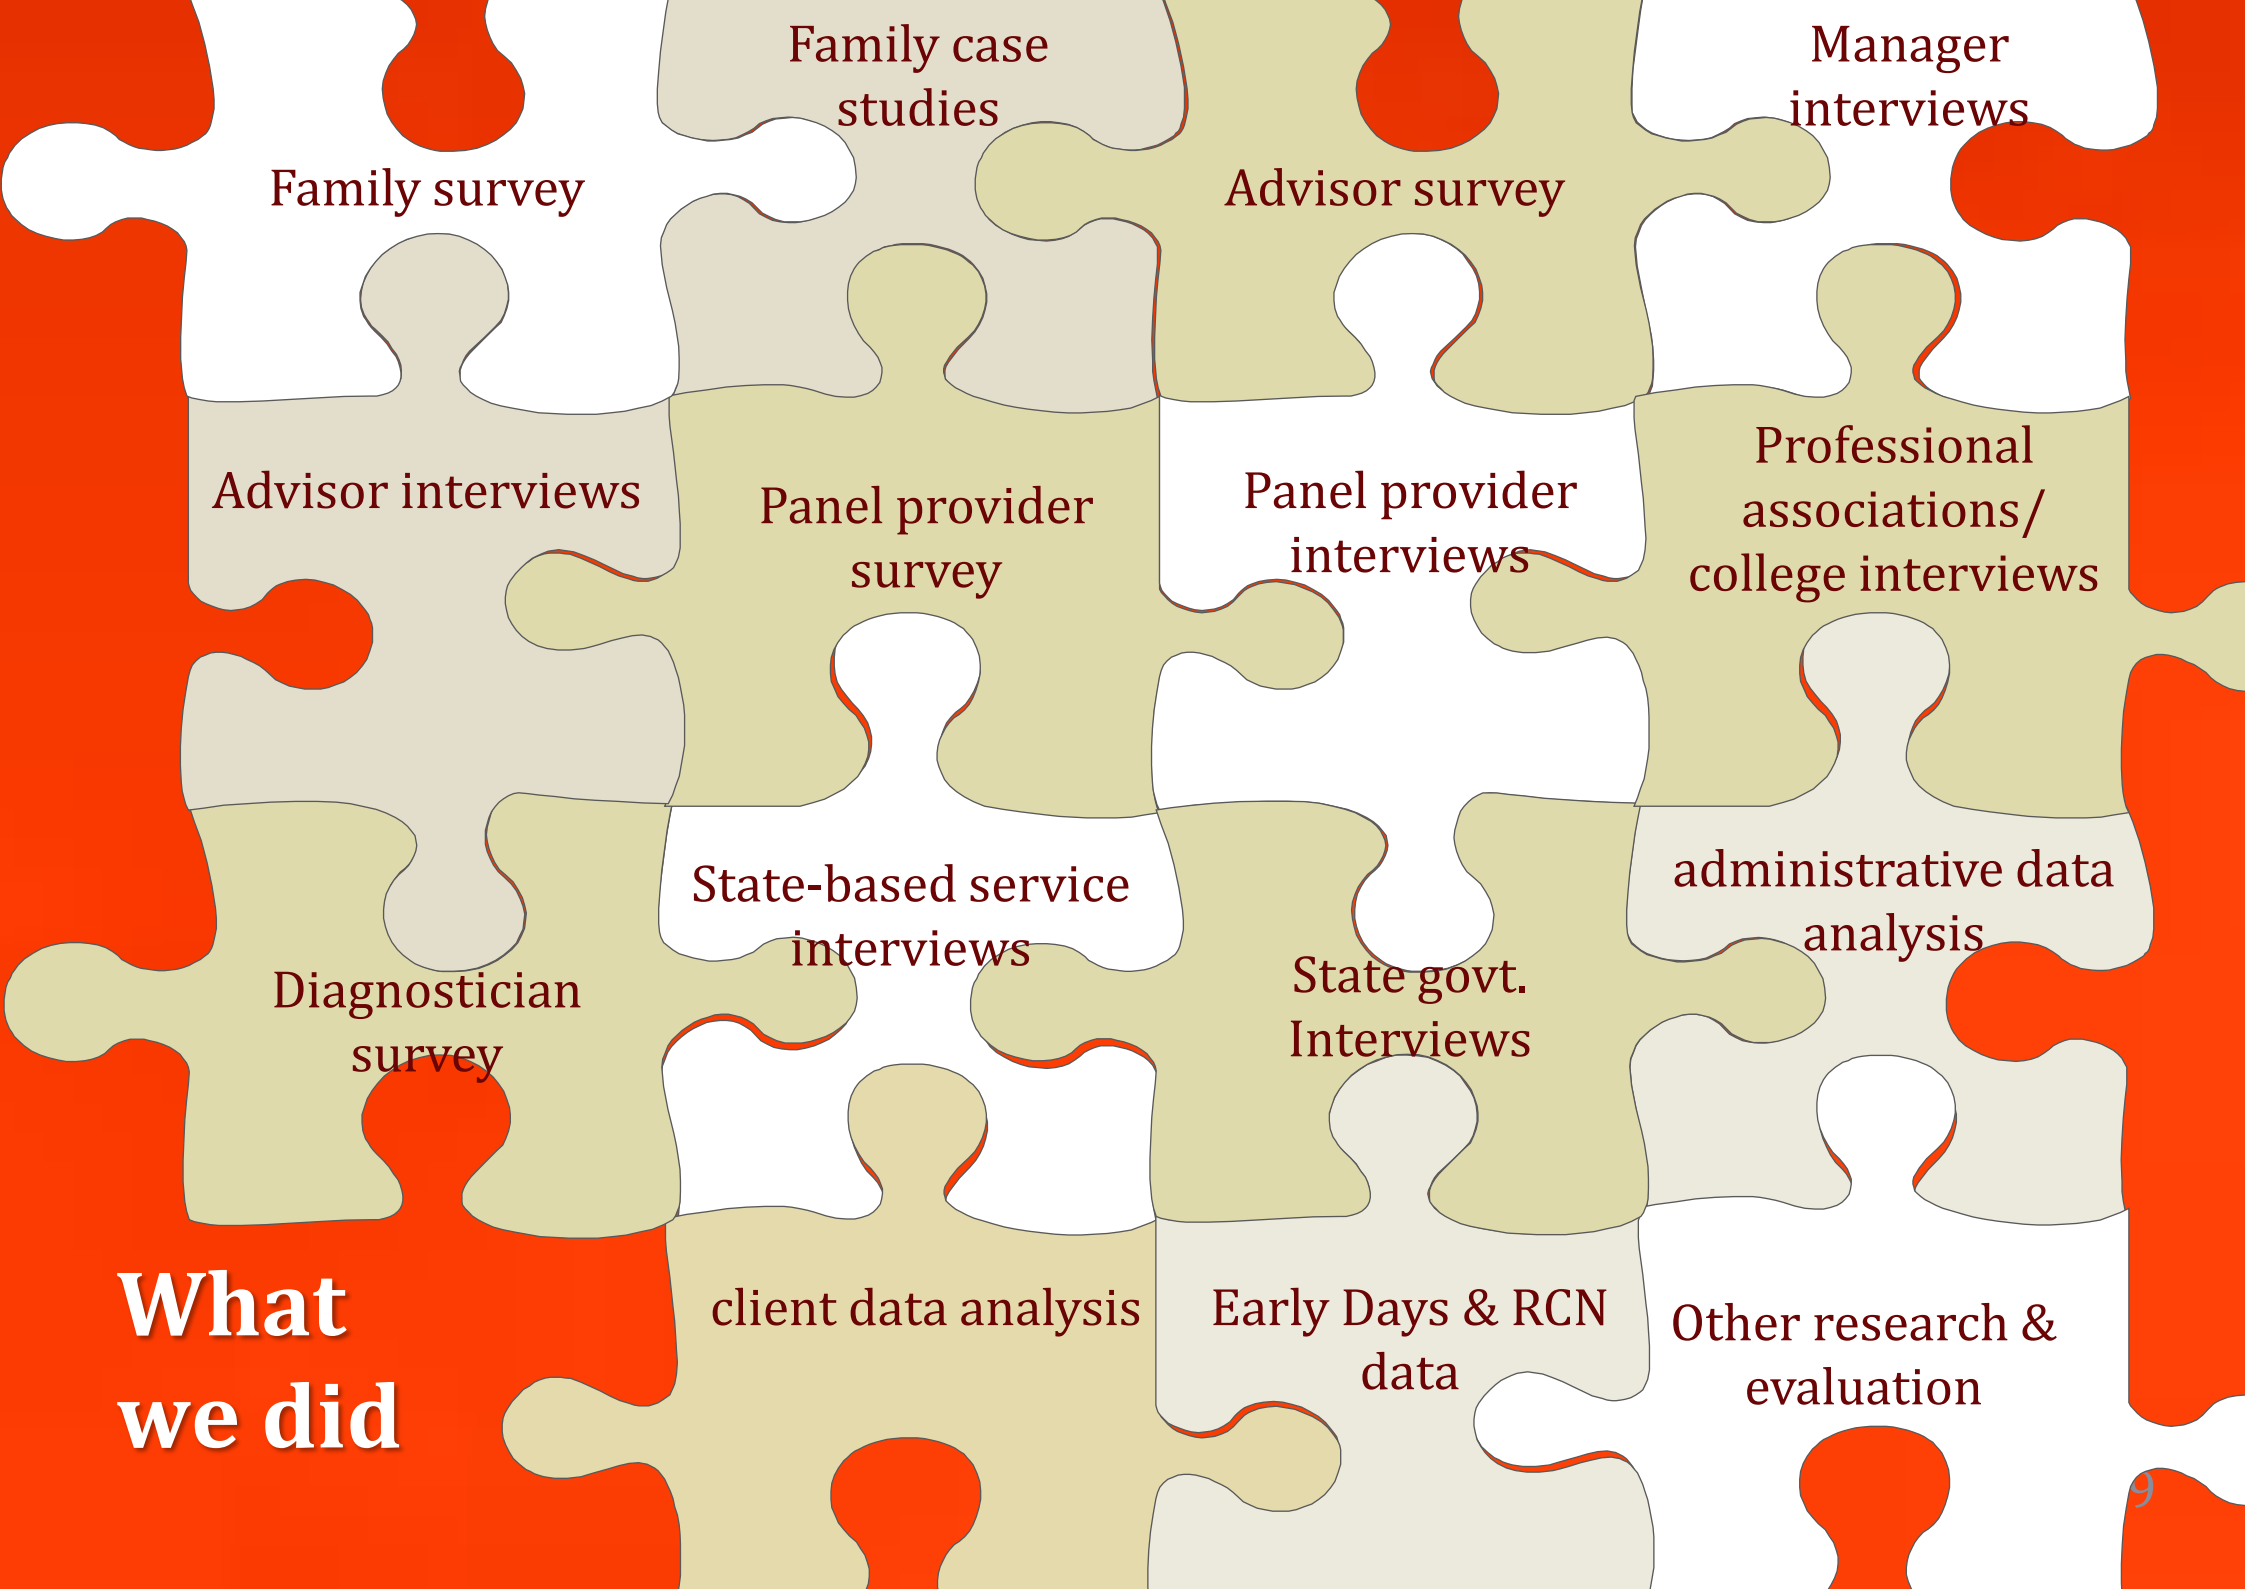 Family case
studies
Manager
interviews
Family survey
Advisor survey
Advisor interviews
Panel provider
survey
Panel provider
interviews
Professional
associations/
college interviews
Diagnostician
survey
State-based service
interviews
State govt.
Interviews
administrative data
analysis
What
we did
client data analysis
Early Days & RCN
data
Other research &
evaluation
9